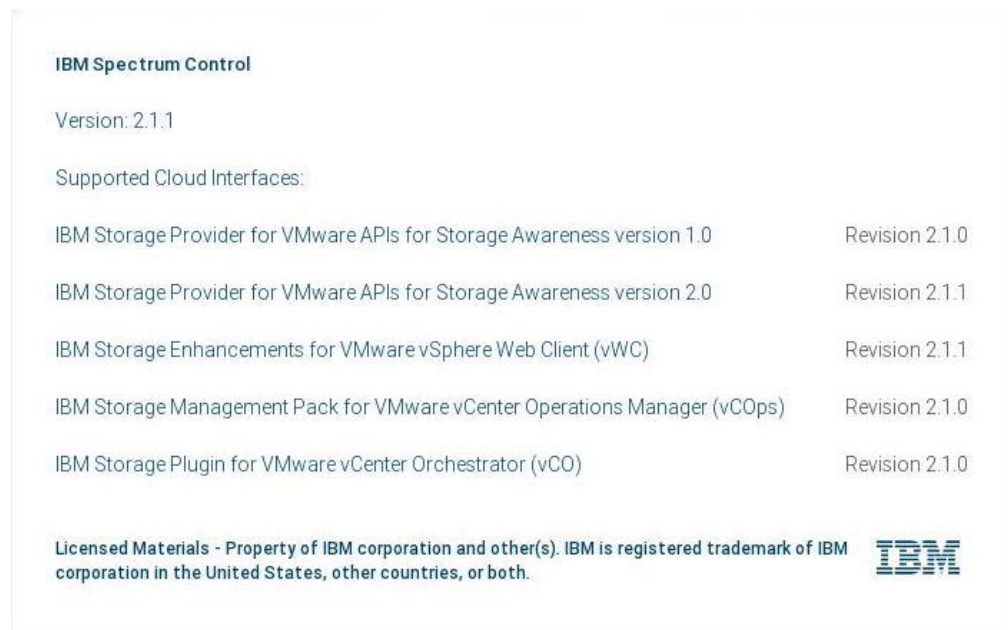 IBM Spectrum Control
Version: 2.1.1
Supported Cloud Interfaces:
IBM Storage Provider for VMware APIs for Storage Awareness version 1.0 Revision 2.1.0
IBM Storage Provider for VMware APIs for Storage Awareness version 2.0 Revision 2.1.1
IBM Storage Enhancements for VMware vSphere Web Client (vWC) Revision 2.1.1
IBM Storage Management Pack for VMware vCenter Operations Manager (vCOps) Revision 2.1.0
IBM Storage Plugin for VMware vCenter Orchestrator (vCO) Revision 2.1.0
Licensed Materials - Property of IBM corporation and other(s). IBM is registered trademark of IBM
corporation in the United States, other countries, or both.
IBM